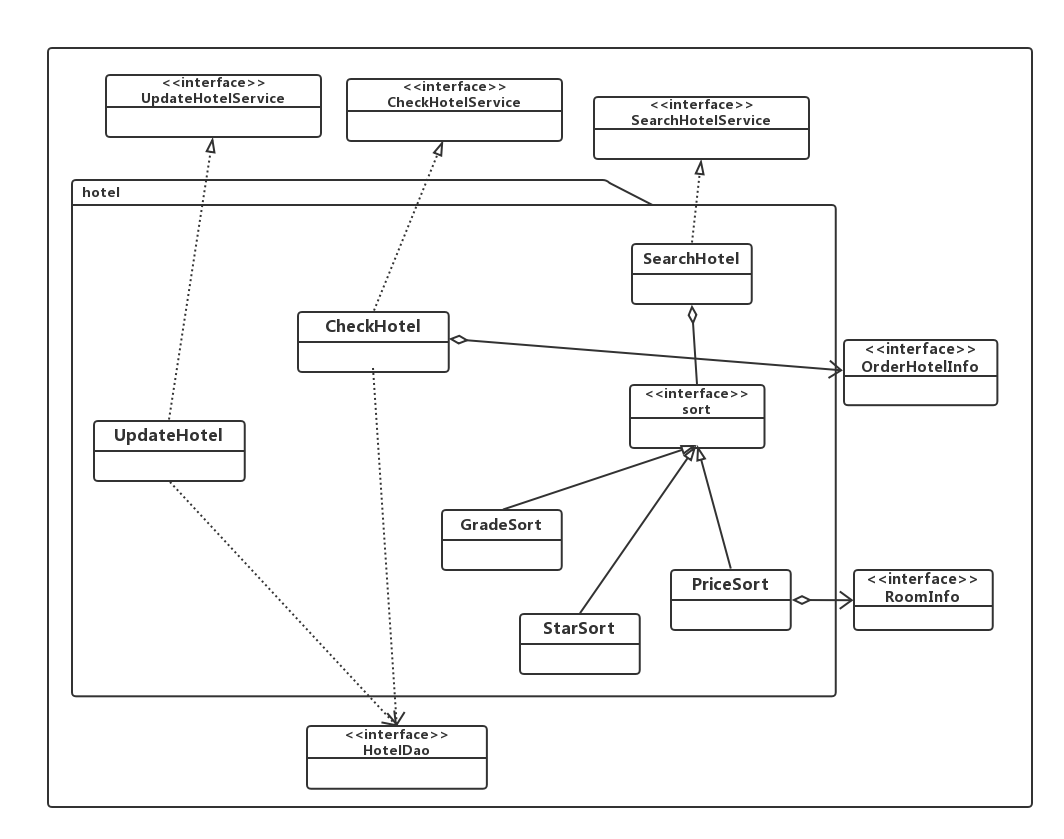 <<interface>>
UpdateHotelService
<<interface>>
CheckHotelService
<<interface>>
SearchHotelService
hotel
SearchHotel
CheckHotel
<<interface>>
OrderHotelInfo
<<interface>>
sort
UpdateHotel
GradeSort
PriceSort
<<interface>>
RoomInfo
StarSort
<<interface>>
HotelDao